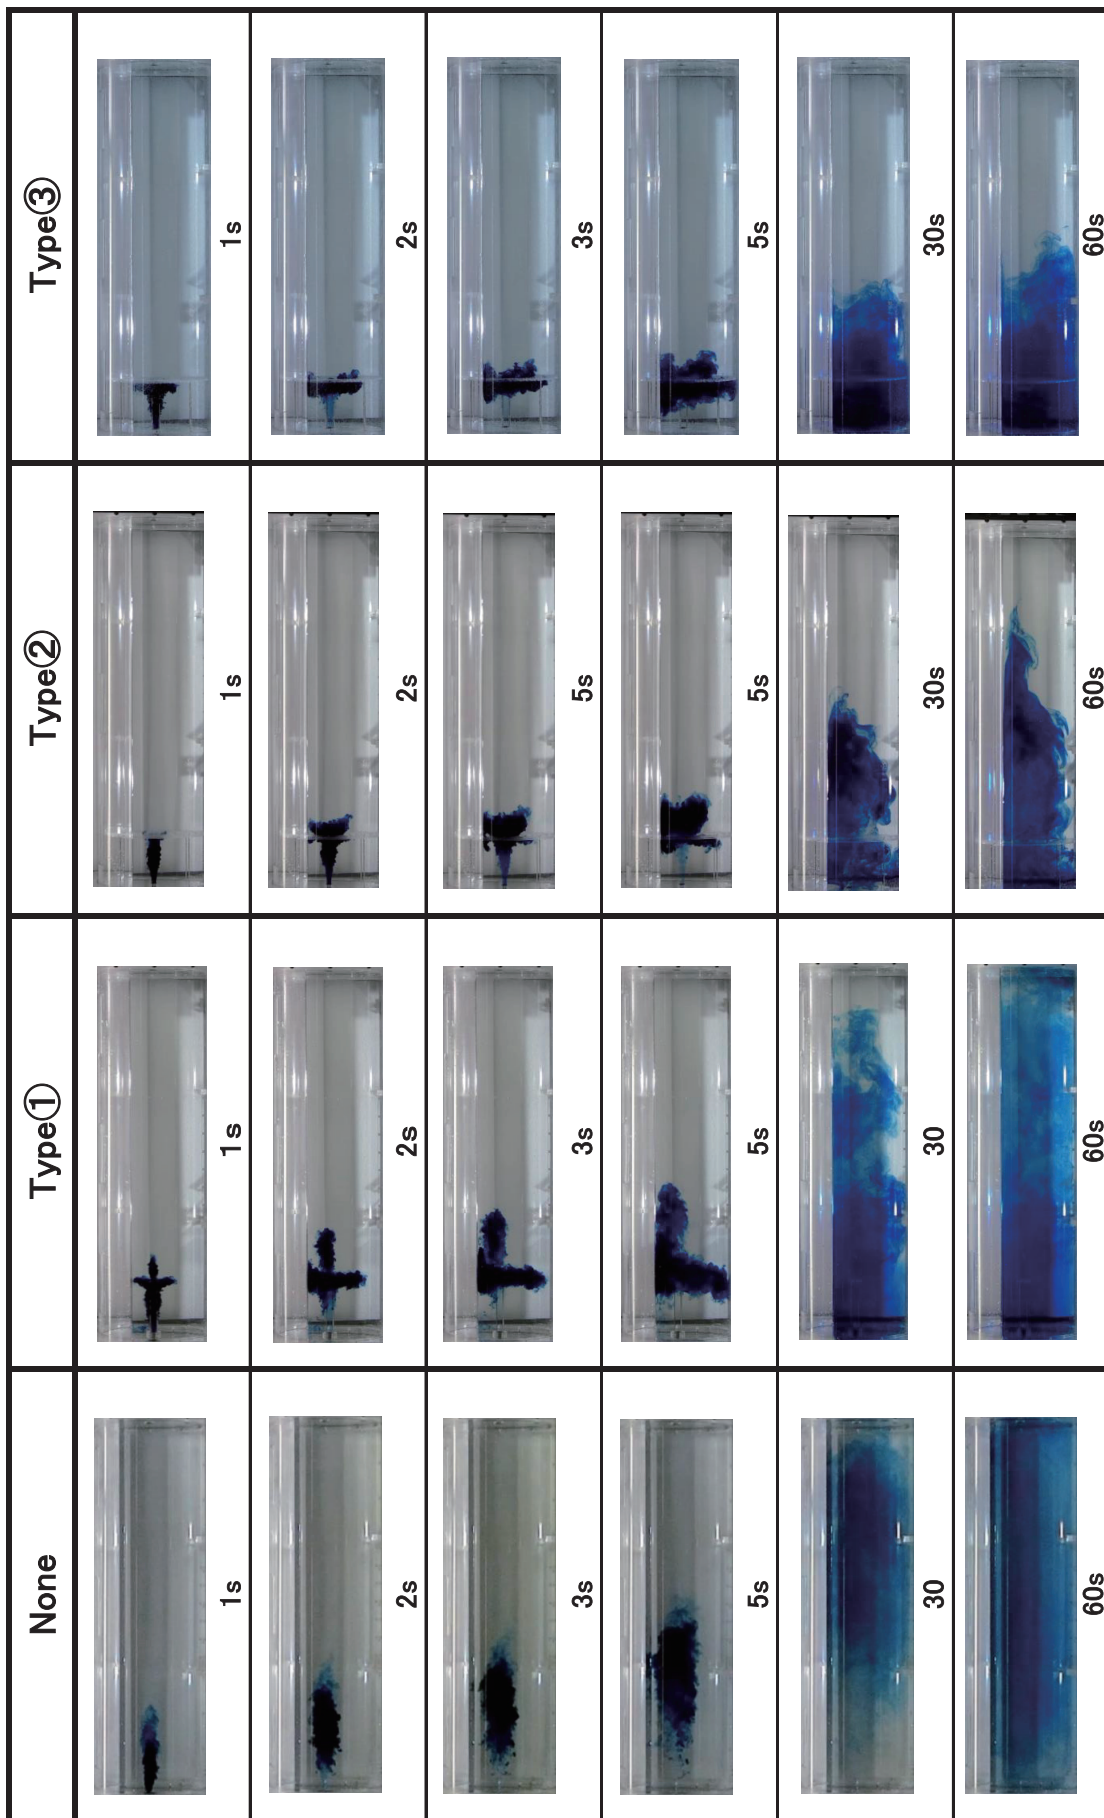 None Type① Type② Type③
1s 1s 1s 1s
2s 2s 2s 2s
3s 3s 5s 3s
5s 5s 5s 5s
30 30 30s 30s
60s 60s 60s 60s